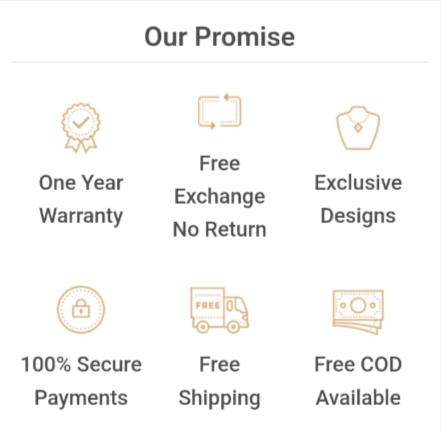 Our Promise
One Year
Warranty
Free
Exchange
No Return
Exclusive
Designs
100% Secure
Payments
FREE
Free
Shipping
Free COD
Available